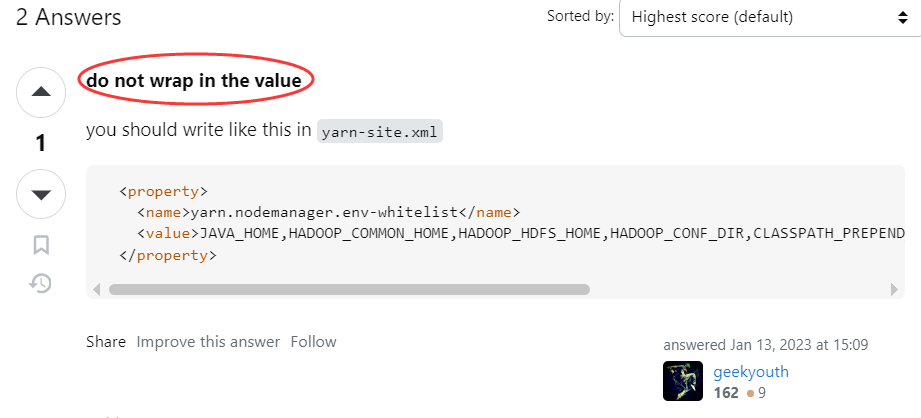 2 Answers
Sorted by:
Highest score (default)
do not wrap in the value
1
you should write like this in yarn-site.xml
<property>
  <name>yarn.nodemanager.env-whitelist</name>
  <value>JAVA_HOME,HADOOP_COMMON_HOME,HADOOP_HDFS_HOME,HADOOP_CONF_DIR,CLASSPATH_PREPEND
</property>
Share Improve this answer Follow
answered Jan 13, 2023 at 15:09
geekyouth
162 9